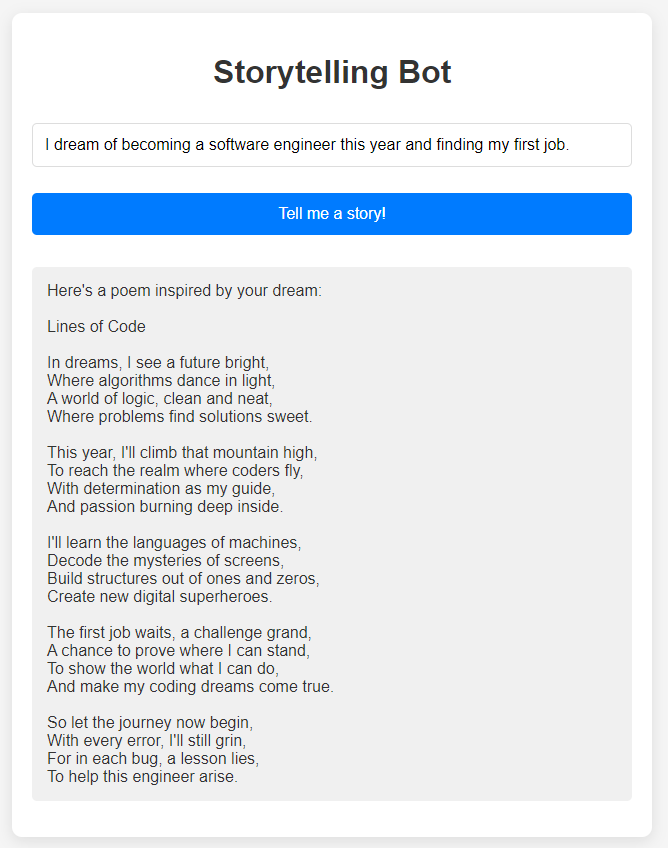 Storytelling Bot
I dream of becoming a software engineer this year and finding my first job.
Tell me a story!
Here's a poem inspired by your dream:
Lines of Code
In dreams, I see a future bright,
Where algorithms dance in light,
A world of logic, clean and neat,
Where problems find solutions sweet.
This year, I'll climb that mountain high,
To reach the realm where coders fly,
With determination as my guide,
And passion burning deep inside.
I'll learn the languages of machines,
Decode the mysteries of screens,
Build structures out of ones and zeros,
Create new digital superheroes.
The first job waits, a challenge grand,
A chance to prove where I can stand,
To show the world what I can do,
And make my coding dreams come true.
So let the journey now begin,
With every error, I'll still grin,
For in each bug, a lesson lies,
To help this engineer arise.